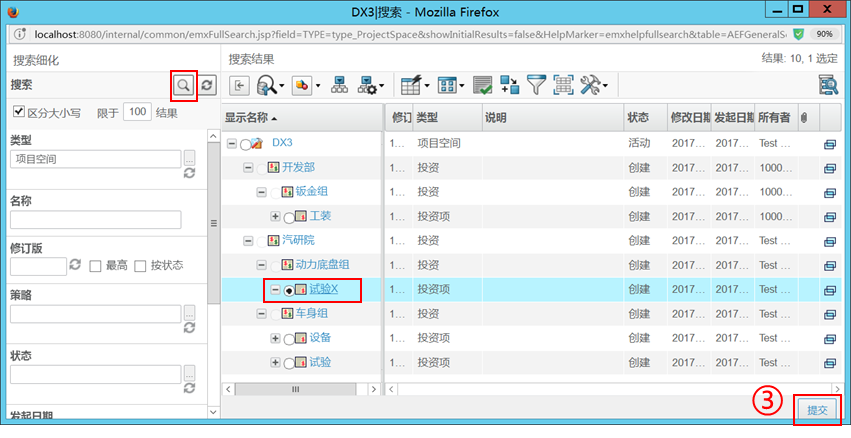 DX3|搜索 - Mozilla Firefox
localhost:8080/internal/common/emxFullSearch.jsp?field=TYPE=type_ProjectSpace&showInitialResults=false&HelpMarker=emxhelpfullsearch&table=AEFGeneralSe
90%
搜索细化
搜索
区分大小写 限于 100 结果
类型
项目空间
...
名称
修订版
最高 按状态
策略
...
状态
...
发起日期
搜索结果
结果: 10, 1 选定
显示名称 修订 类型 说明 状态 修改日期 发起日期 所有者
DX3 1... 项目空间 活动 2017... 2017... Test ...
开发部 1... 投资 创建 2017... 2017... 1000...
钣金组 1... 投资 创建 2017... 2017... 1000...
工装 1... 投资项 创建 2017... 2017... 1000...
汽研院 1... 投资 创建 2017... 2017... Test ...
动力底盘组 1... 投资 创建 2017... 2017... Test ...
试验X 1... 投资项 创建 2017... 2017... Test ...
车身组 1... 投资 创建 2017... 2017... Test ...
设备 1... 投资项 创建 2017... 2017... Test ...
试验 1... 投资项 创建 2017... 2017... Test ...
③
提交